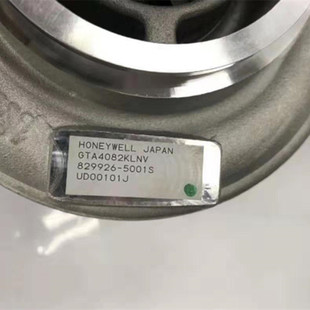 HONEYWELL JAPAN
GTA4082KLNV
829926-5001S
UD00101J